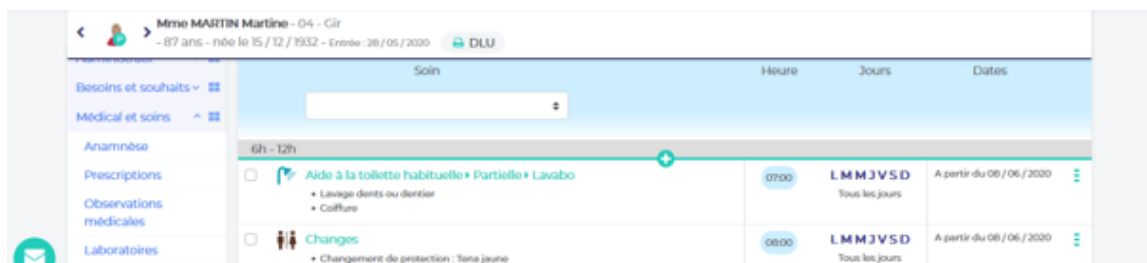 Mme MARTIN Martine - 04 - Gir
- 87 ans - née le 15 / 12 / 1932 - Entrée : 28 / 05 / 2020 DLU
Besoins et souhaits
Médical et soins
Anamnèse
Prescriptions
Observations
médicales
Laboratoires
Soin Heure Jours Dates
6h - 12h
Aide à la toilette habituelle Partielle Lavabo 07:00 L M M J V S D A partir du 08 / 06 / 2020
• Lavage dents ou dentier Tous les jours
• Coiffure
Changes 08:00 L M M J V S D A partir du 08 / 06 / 2020
• Changement de protection : Tena jaune Tous les jours